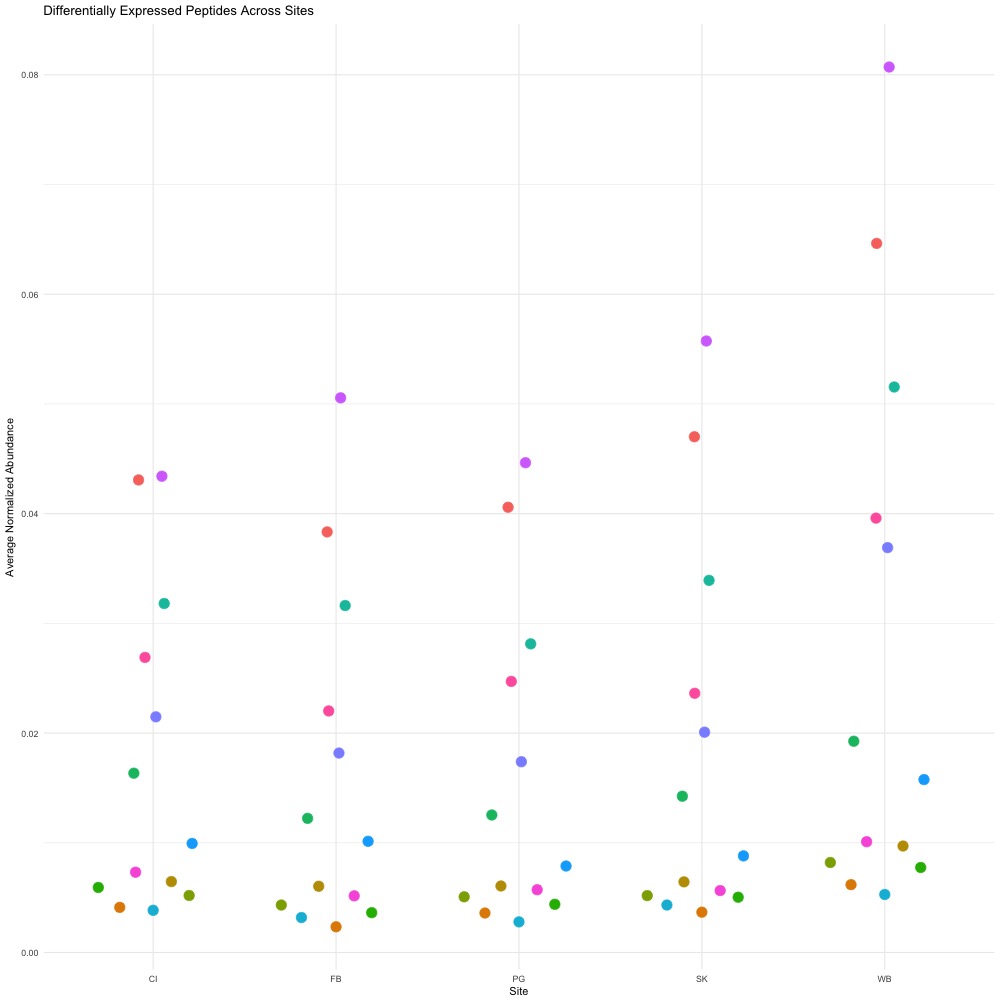 Differentially Expressed Peptides Across Sites
0.08
0.06
0.04
0.02
0.00
Average Normalized Abundance
CI FB PG SK WB
Site